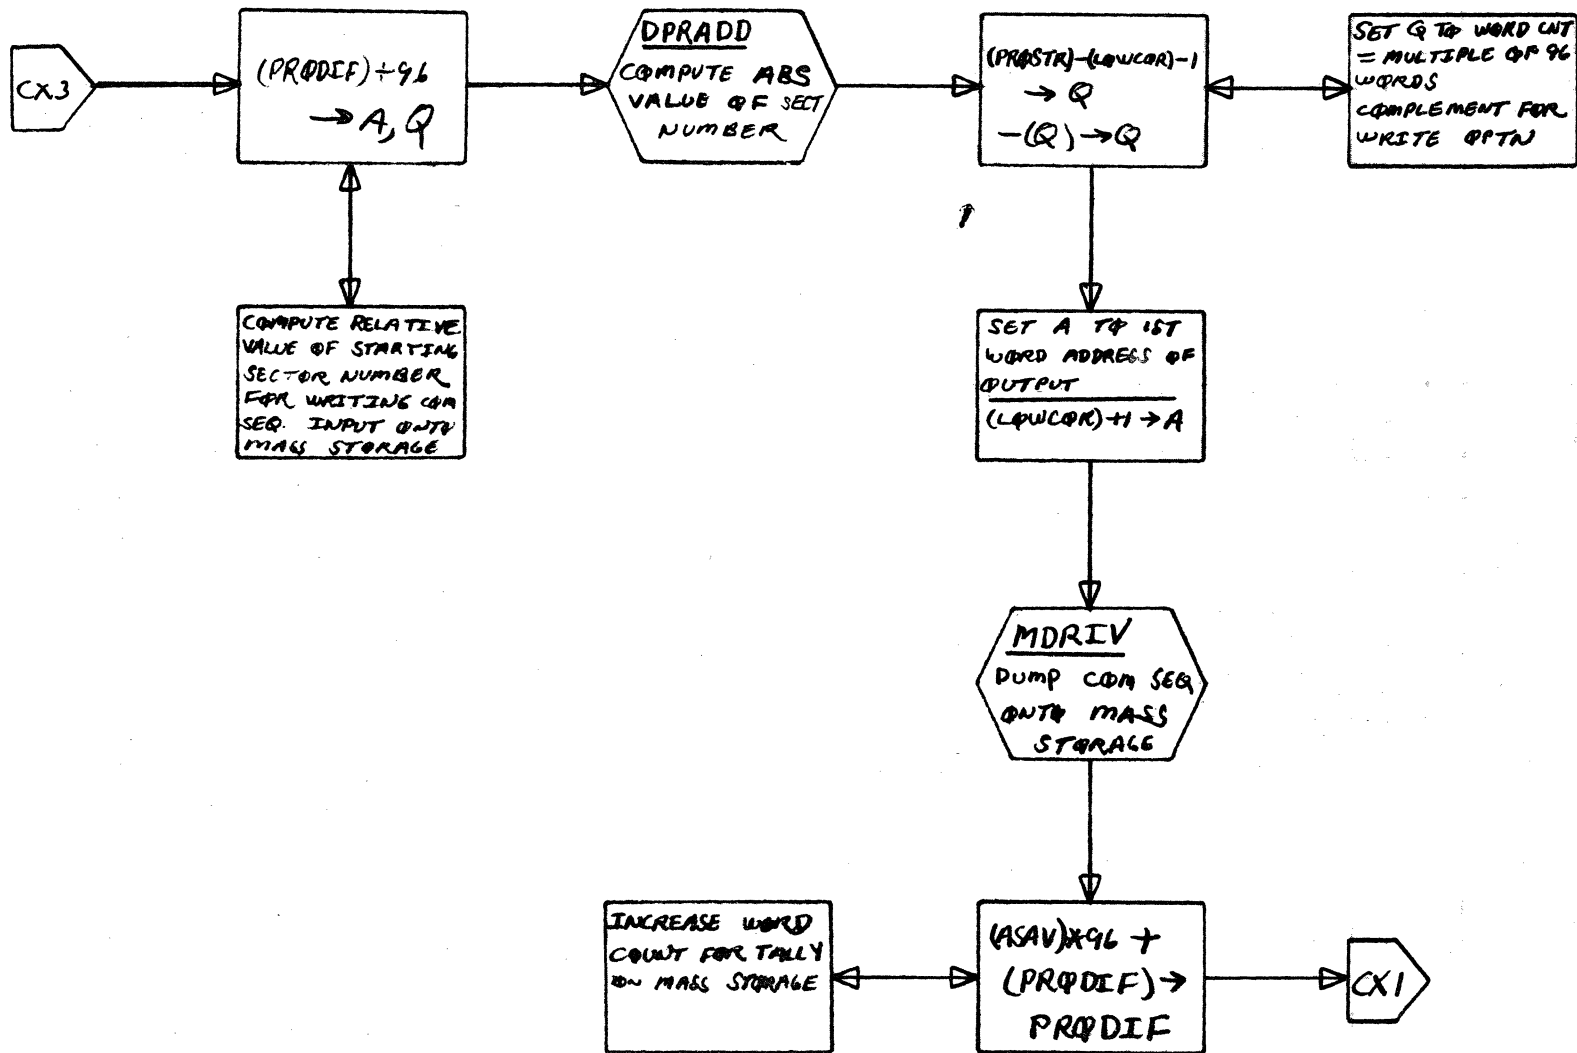 CX3
(PRODIF)÷96
→ A, Q
DPRADD
COMPUTE ABS
VALUE OF SECT
NUMBER
(PROSTR)-(LOWCOR)-1
→ Q
-(Q) → Q
SET Q TO WORD CNT
= MULTIPLE OF 96
WORDS
COMPLEMENT FOR
WRITE OPTN
COMPUTE RELATIVE
VALUE OF STARTING
SECTOR NUMBER
FOR WRITING COM
SEQ. INPUT ONTO
MASS STORAGE
SET A TO 1ST
WORD ADDRESS OF
OUTPUT
(LOWCOR)+1 → A
MDRIV
DUMP COM SEQ
ONTO MASS
STORAGE
INCREASE WORD
COUNT FOR TALLY
ON MASS STORAGE
(ASAV)*96 +
(PRODIF) →
PRODIF
CX1